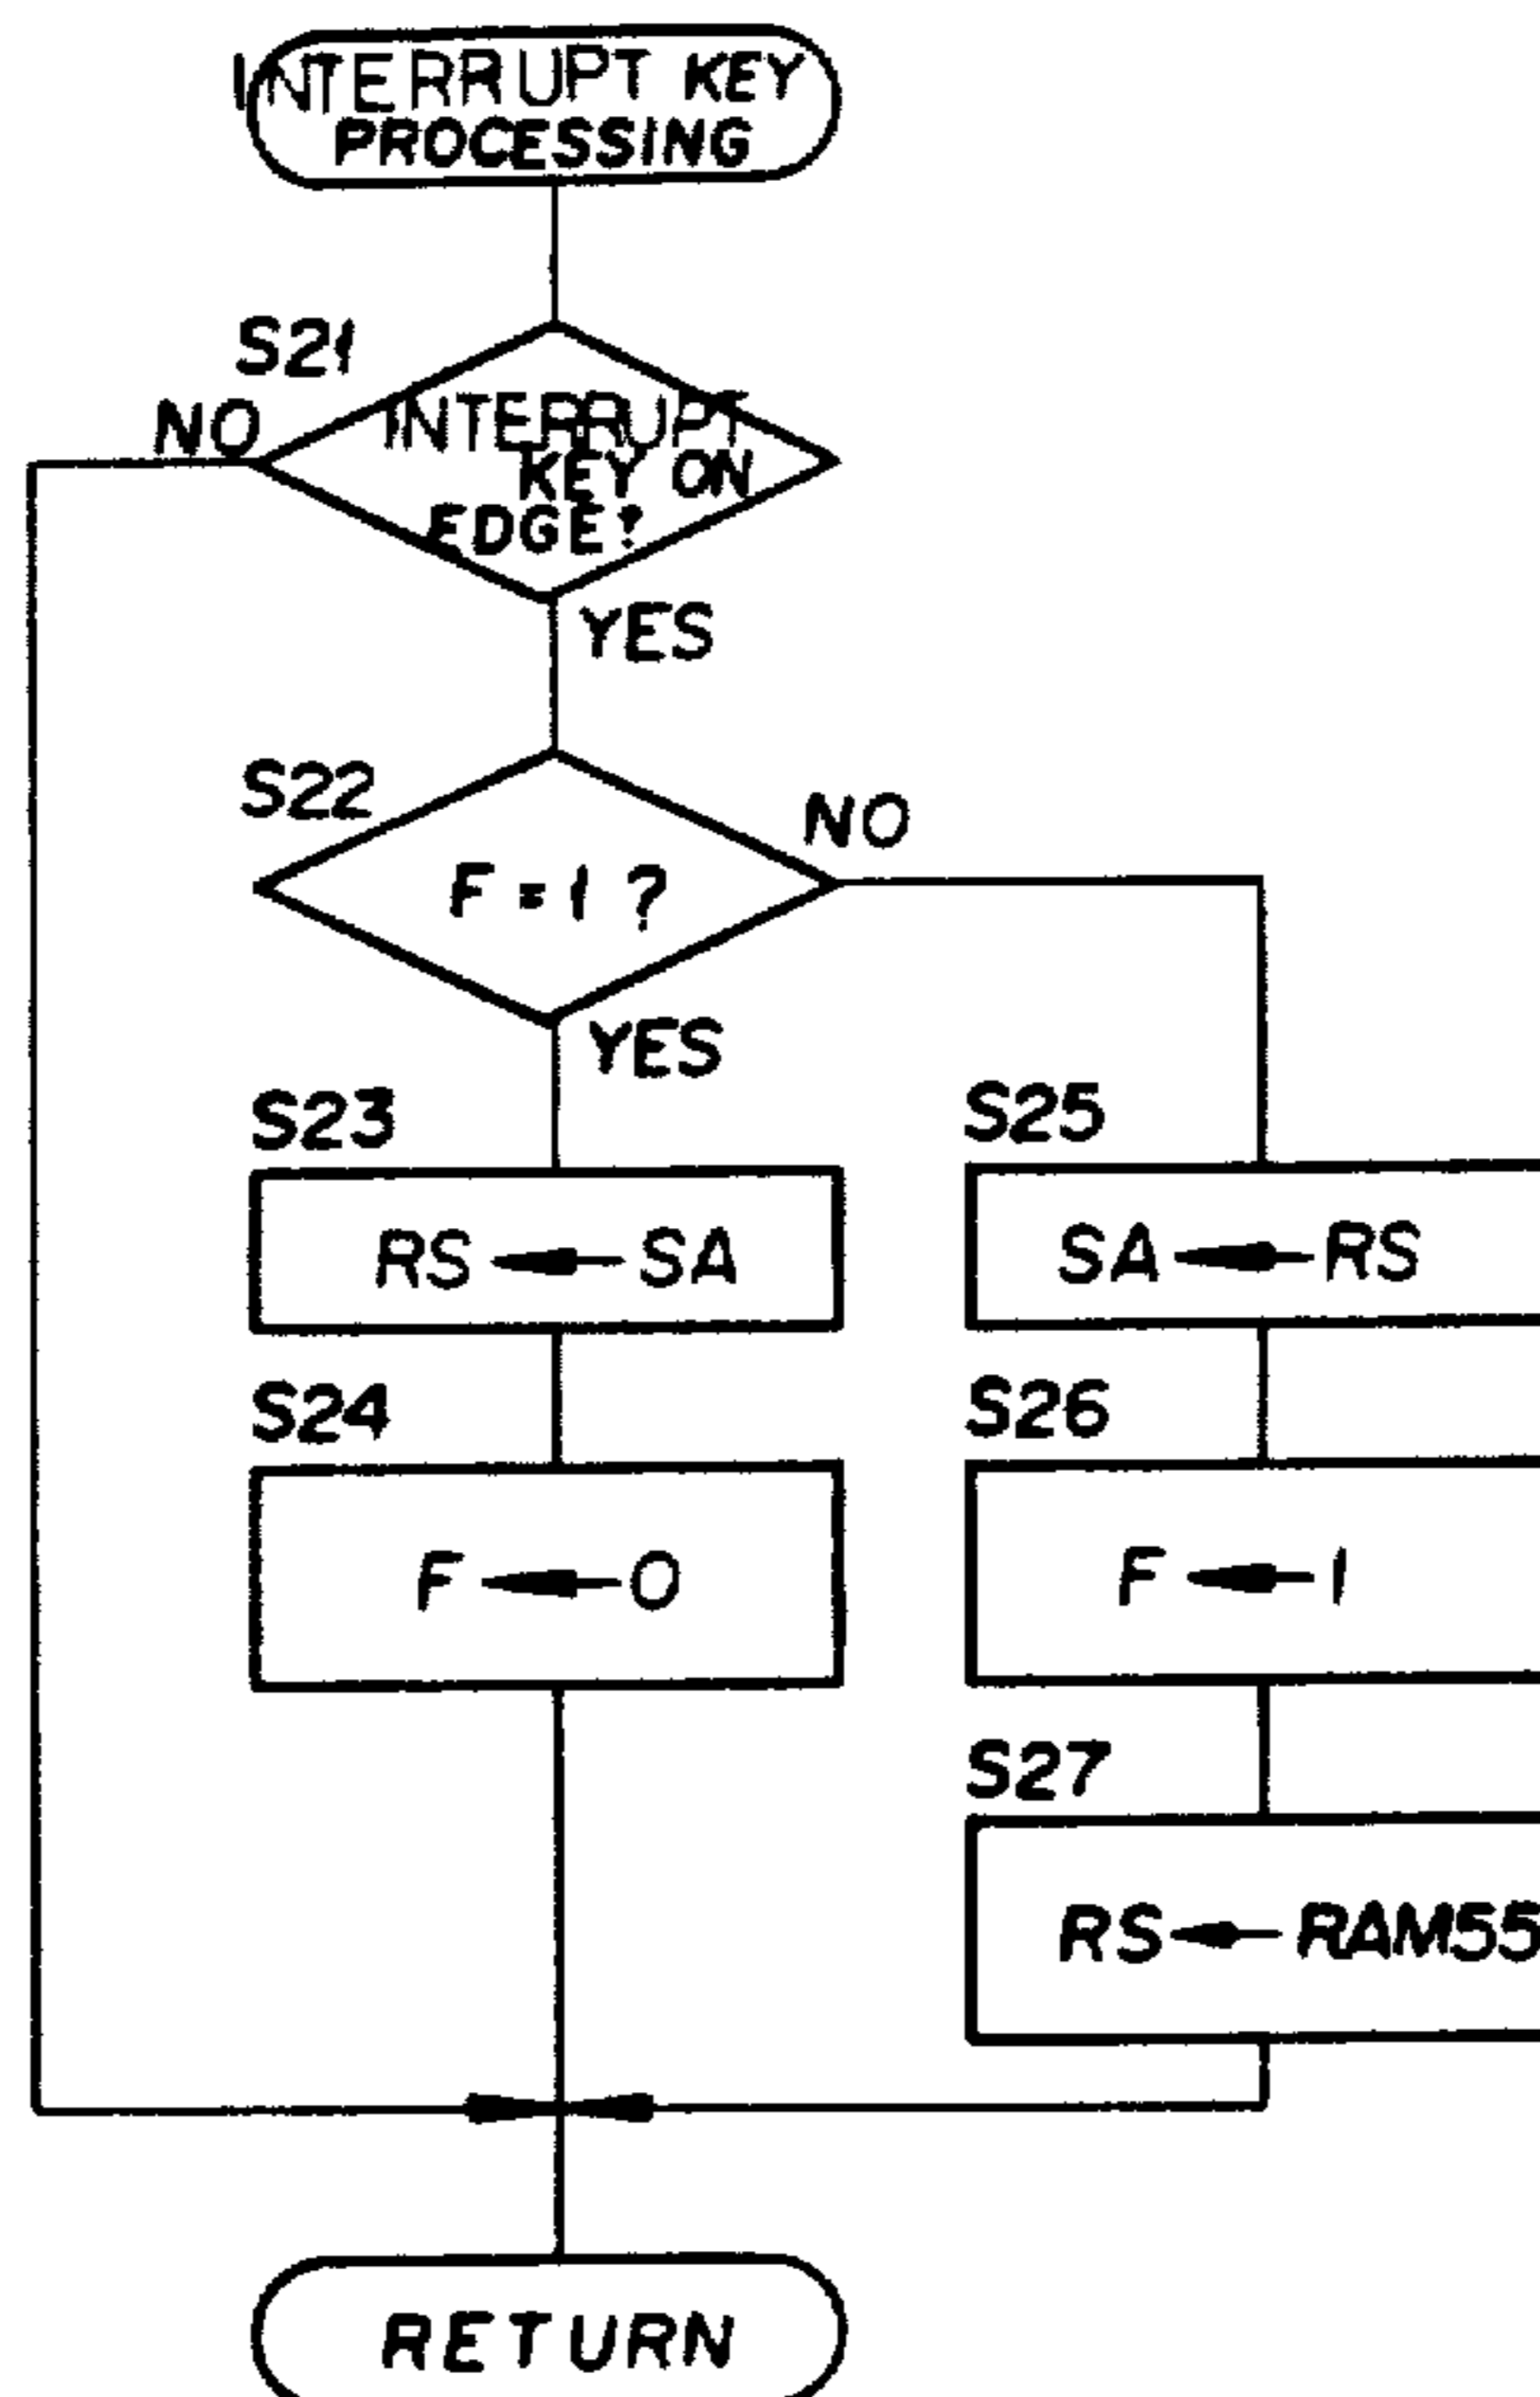 INTERRUPT KEY
PROCESSING
S21
NO
INTERRUPT
KEY ON
EDGE?
YES
S22
NO
F = 1 ?
YES
S23
RS ← SA
S24
F ← 0
S25
SA ← RS
S26
F ← 1
S27
RS ← RAM55
RETURN